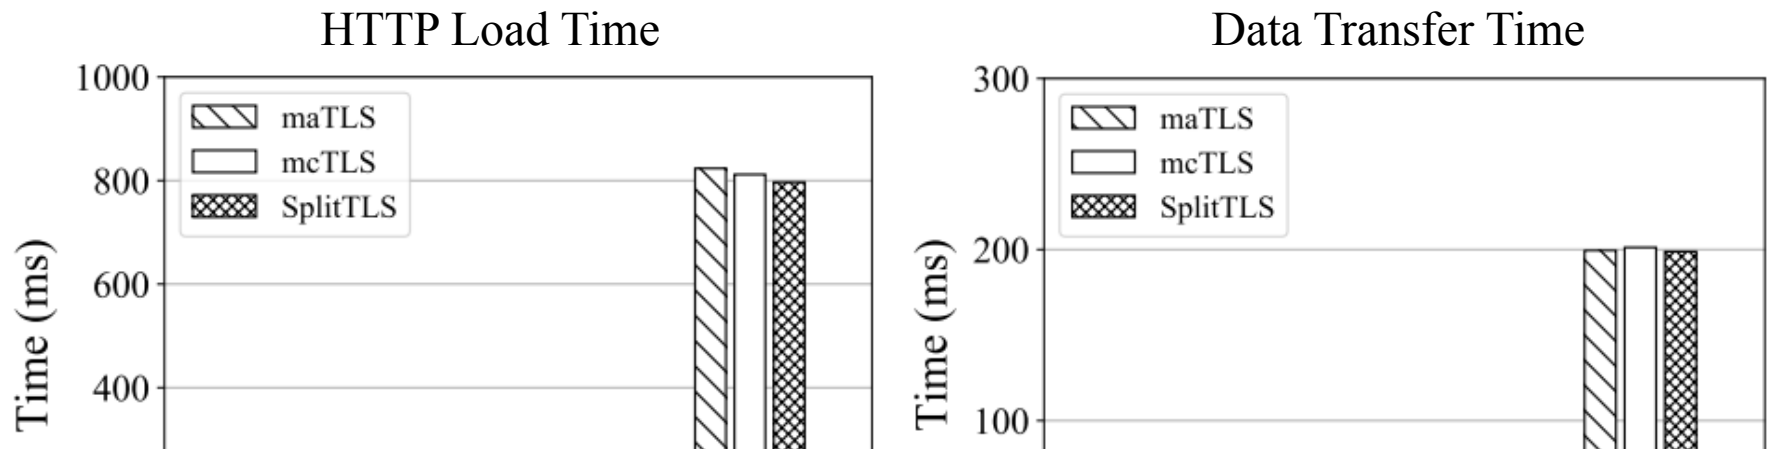 HTTP Load Time
1000
800
600
400
Time (ms)
maTLS
mcTLS
SplitTLS
Data Transfer Time
300
200
100
Time (ms)
maTLS
mcTLS
SplitTLS